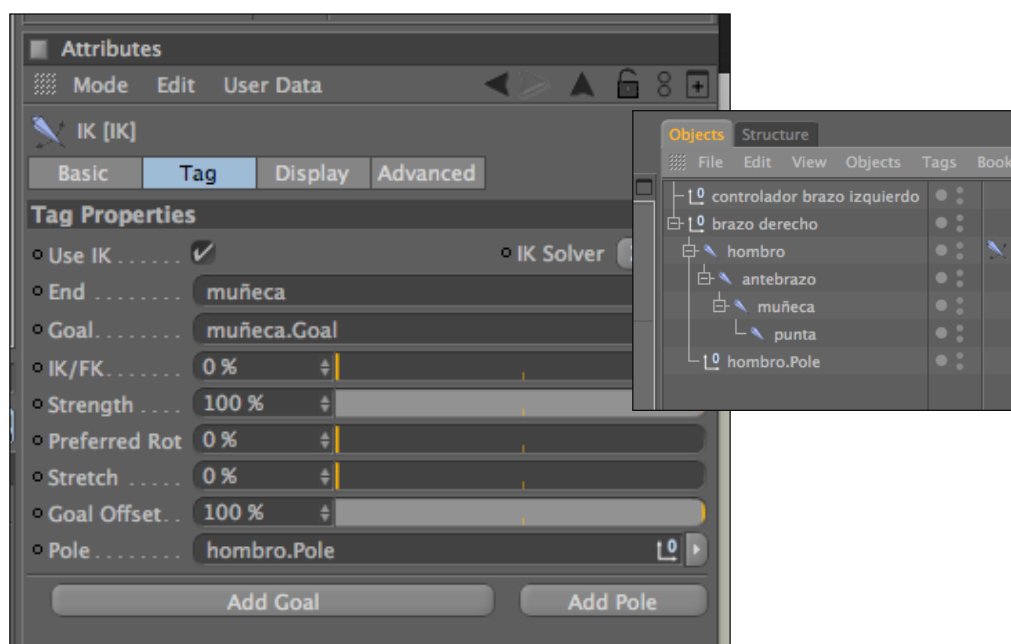 Attributes
Mode Edit User Data
IK [IK]
Basic Tag Display Advanced
Tag Properties
Use IK ...... IK Solver
End ........ muñeca
Goal....... muñeca.Goal
IK/FK....... 0 %
Strength .... 100 %
Preferred Rot 0 %
Stretch ..... 0 %
Goal Offset.. 100 %
Pole........ hombro.Pole
Add Goal Add Pole
Objects Structure
File Edit View Objects Tags Book
controlador brazo izquierdo
brazo derecho
hombro
antebrazo
muñeca
punta
hombro.Pole